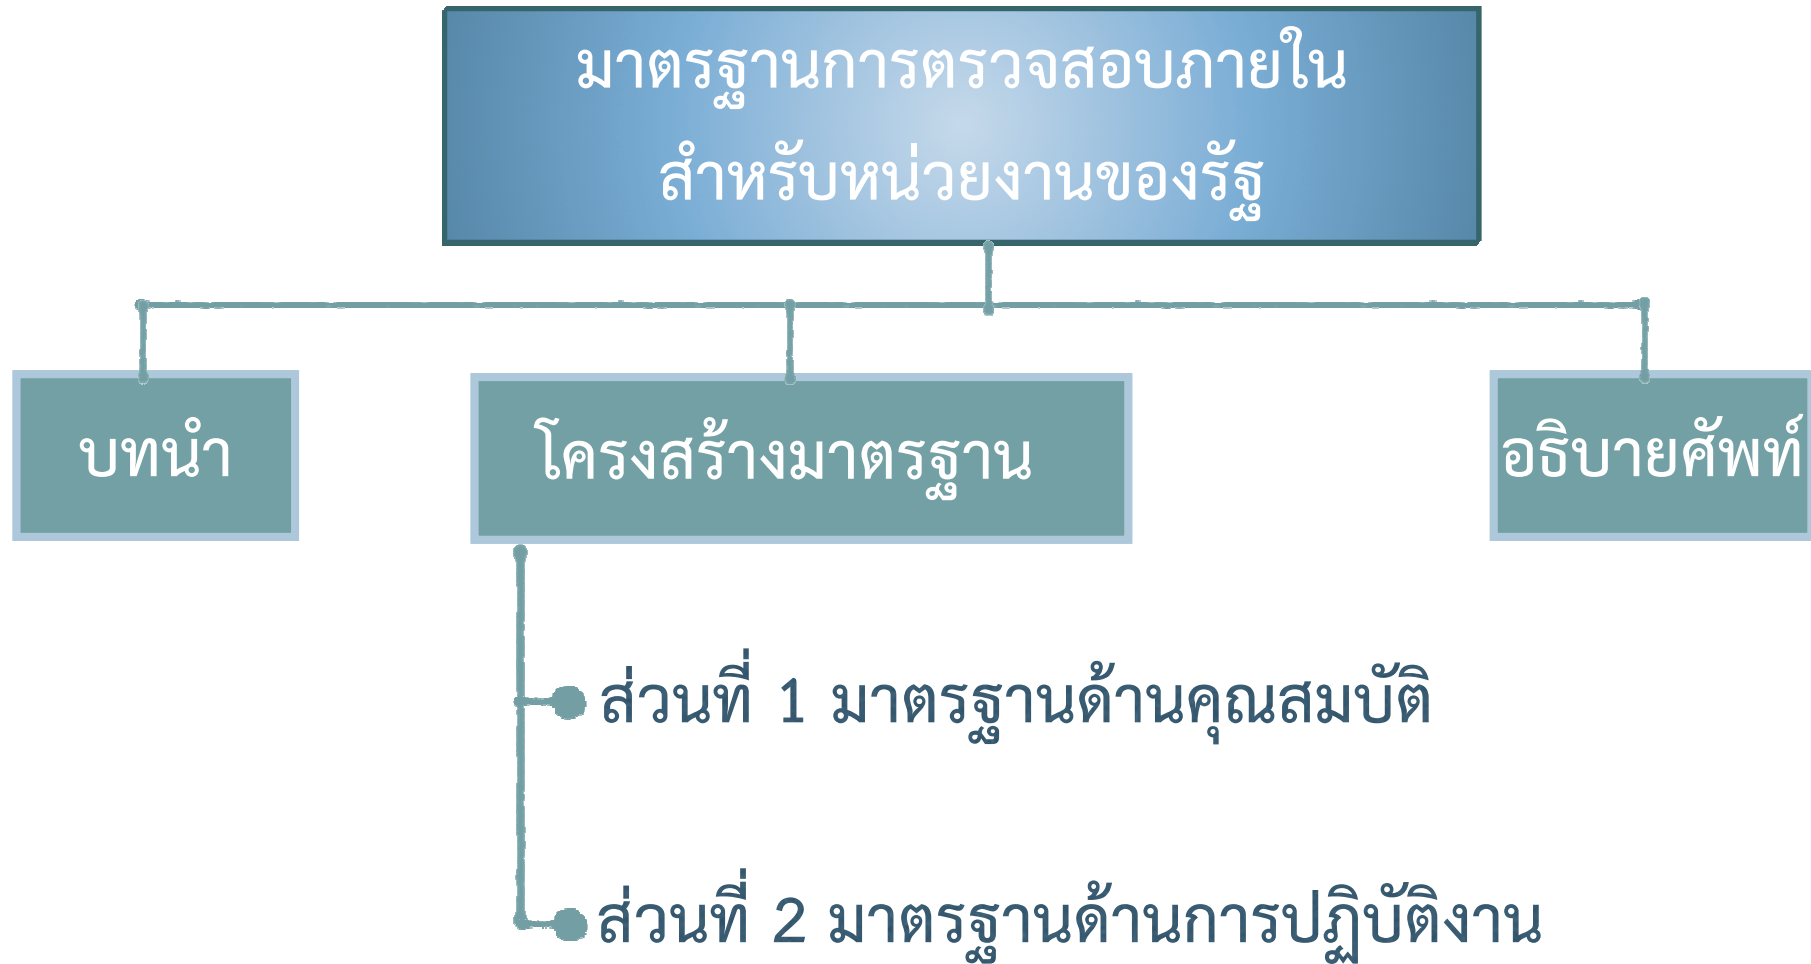 มาตรฐานการตรวจสอบภายใน
สำหรับหน่วยงานของรัฐ
บทนำ
โครงสร้างมาตรฐาน
อธิบายศัพท์
ส่วนที่ 1 มาตรฐานด้านคุณสมบัติ
ส่วนที่ 2 มาตรฐานด้านการปฏิบัติงาน